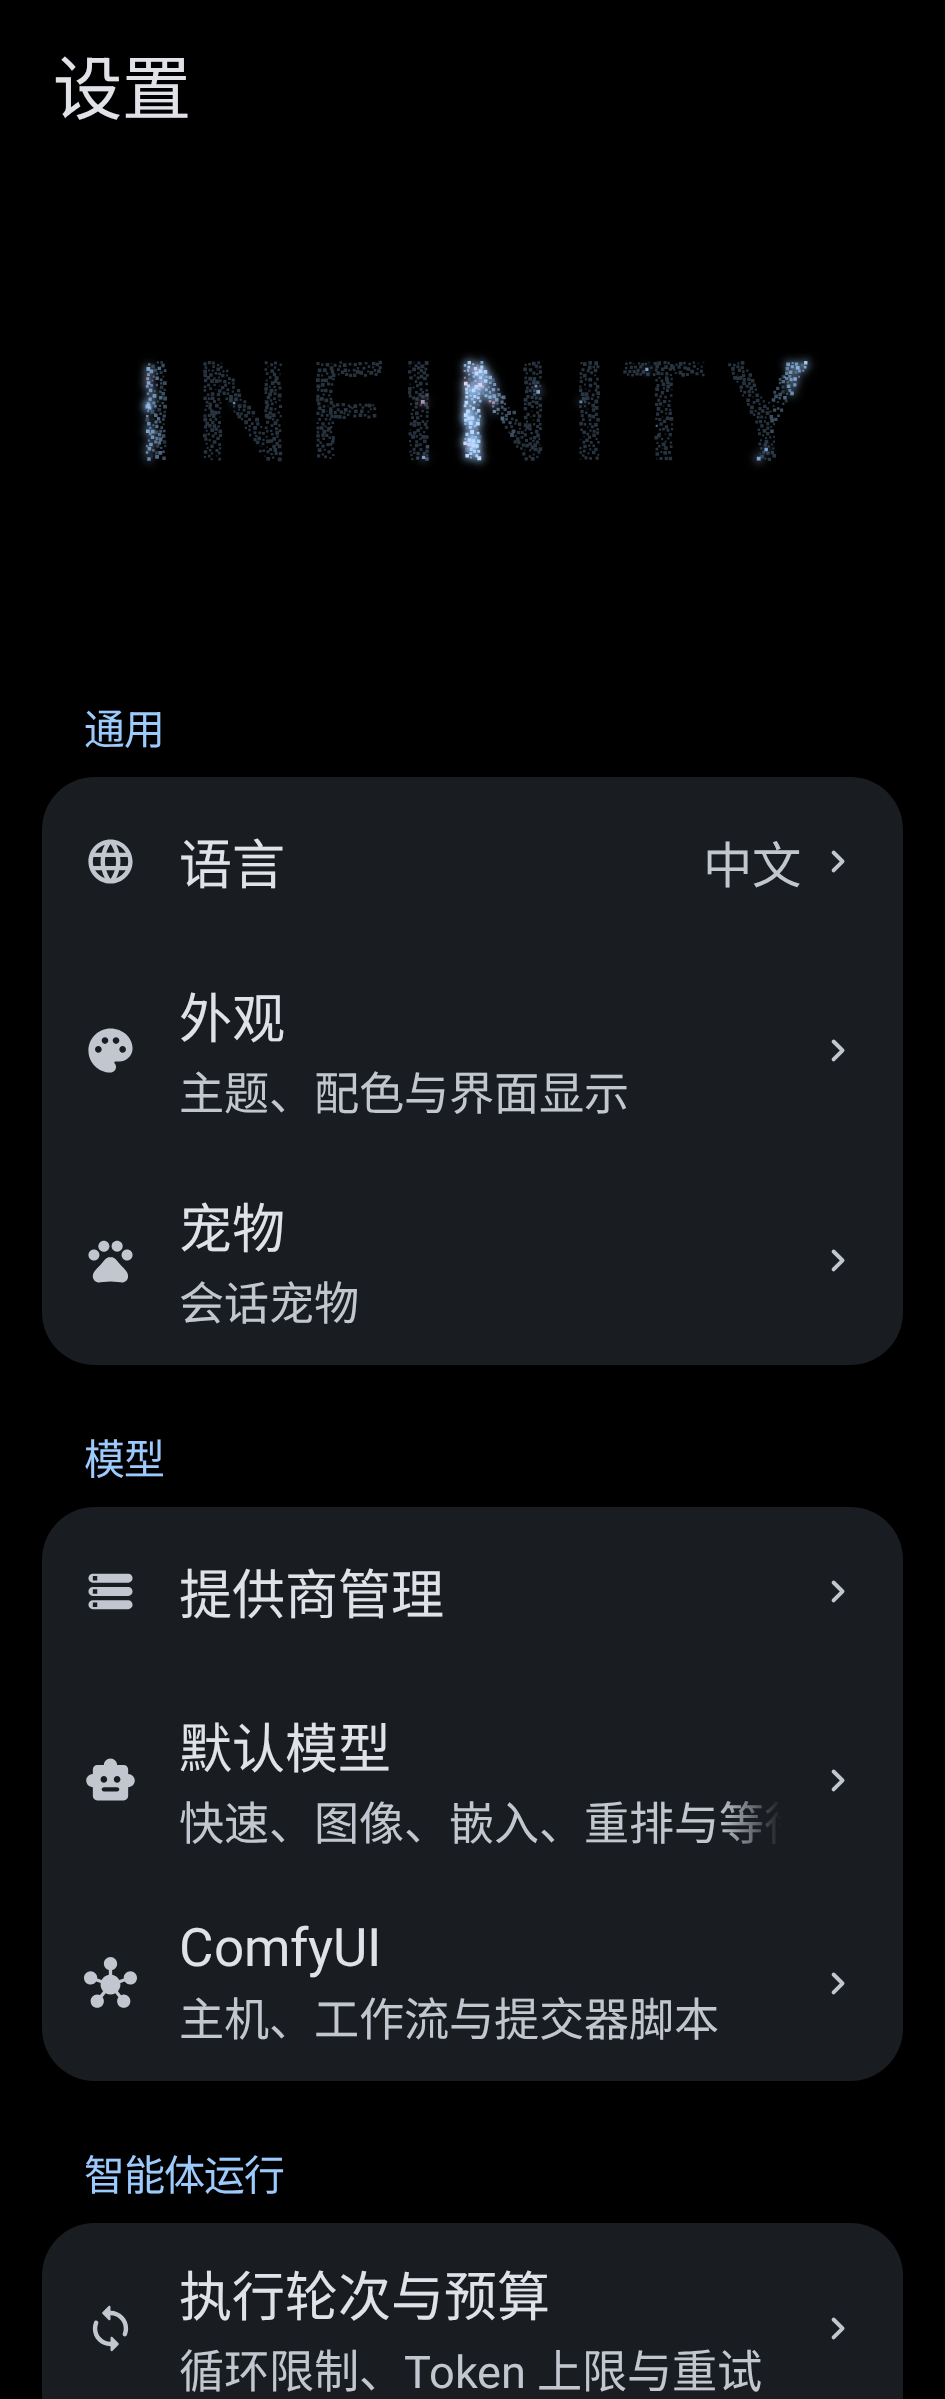 设置
INFINITY
通用
语言
中文
外观
主题、配色与界面显示
宠物
会话宠物
模型
提供商管理
默认模型
快速、图像、嵌入、重排与等
ComfyUI
主机、工作流与提交器脚本
智能体运行
执行轮次与预算
循环限制、Token 上限与重试